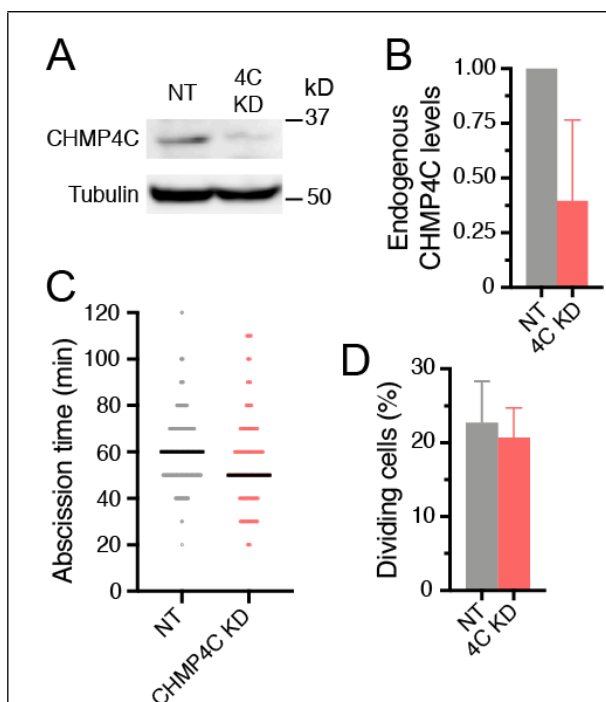 A
NT
4C
KD
kD
37
CHMP4C
Tubulin
50
B
Endogenous
CHMP4C levels
1.00
0.75
0.50
0.25
0
NT
4C KD
C
Abscission time (min)
120
100
80
60
40
20
0
NT
CHMP4C KD
D
Dividing cells (%)
30
20
10
0
NT
4C KD